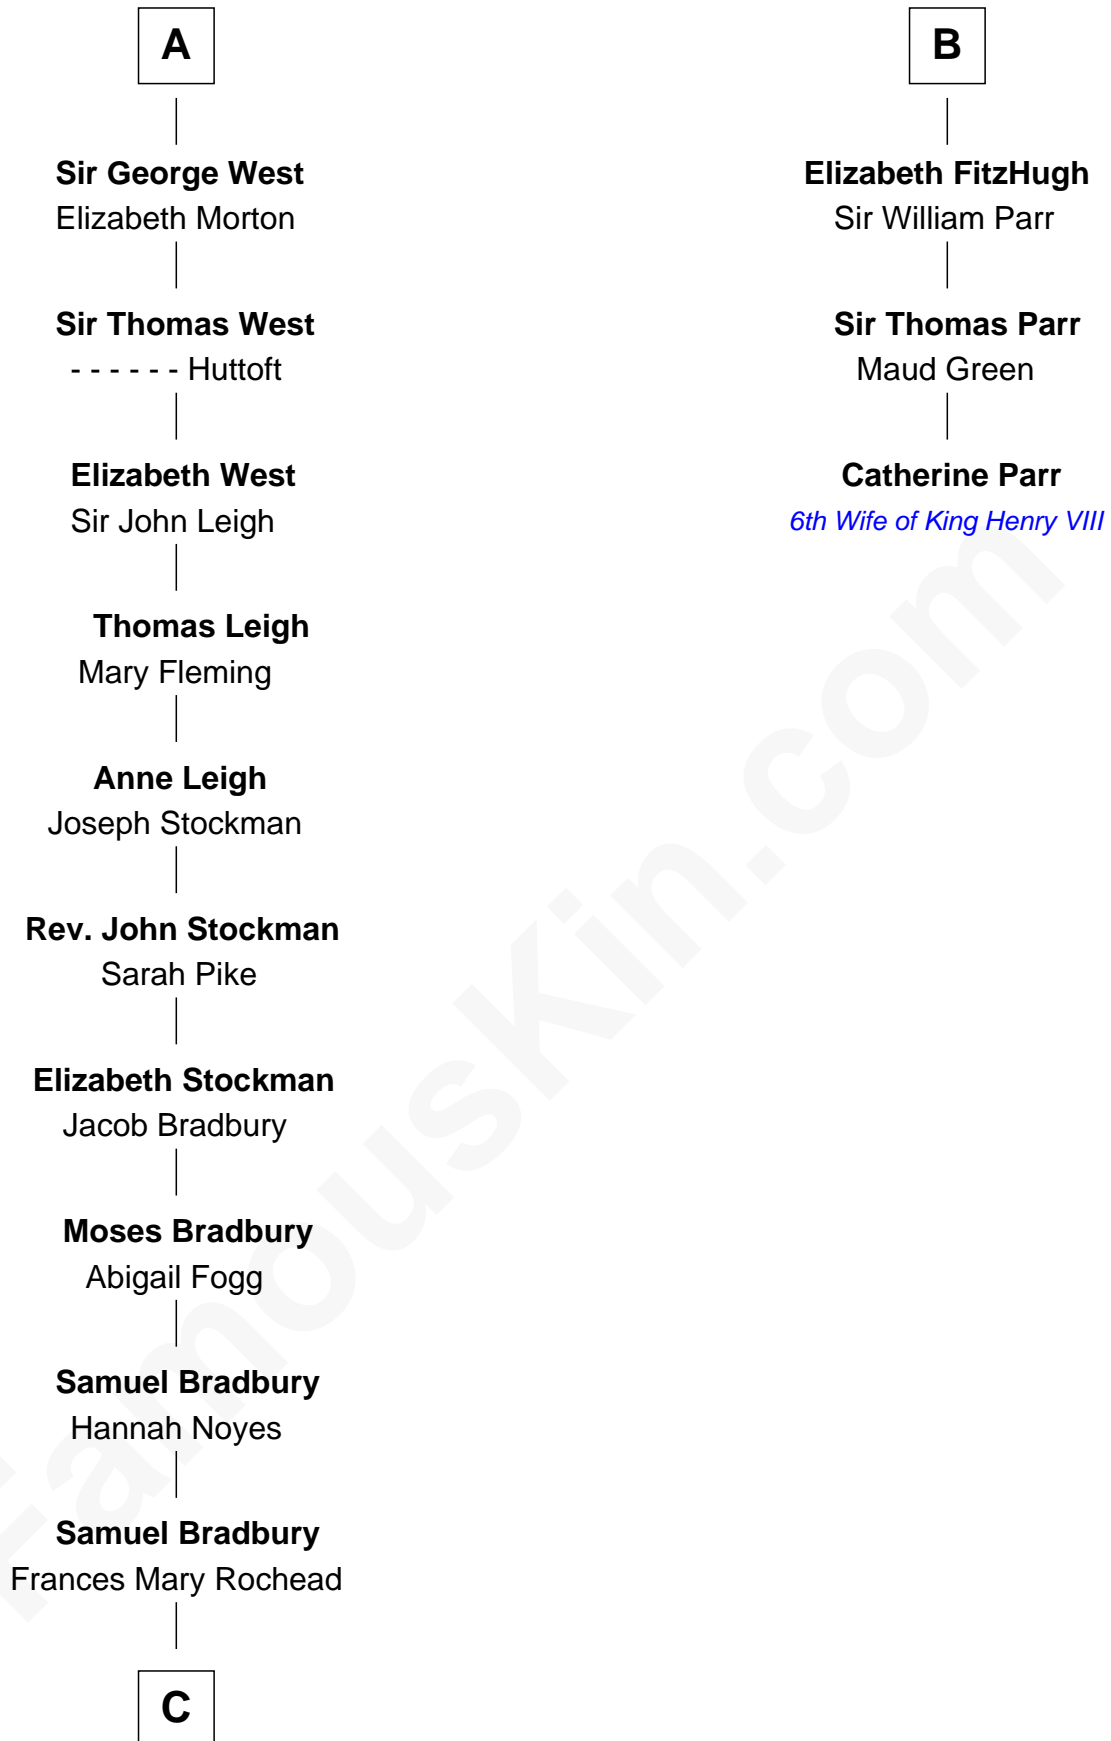 A
Sir George West
Elizabeth Morton
Sir Thomas West
- - - - - - Huttoft
Elizabeth West
Sir John Leigh
Thomas Leigh
Mary Fleming
Anne Leigh
Joseph Stockman
Rev. John Stockman
Sarah Pike
Elizabeth Stockman
Jacob Bradbury
Moses Bradbury
Abigail Fogg
Samuel Bradbury
Hannah Noyes
Samuel Bradbury
Frances Mary Rochead
C
B
Elizabeth FitzHugh
Sir William Parr
Sir Thomas Parr
Maud Green
Catherine Parr
6th Wife of King Henry VIII
FamousKin.com